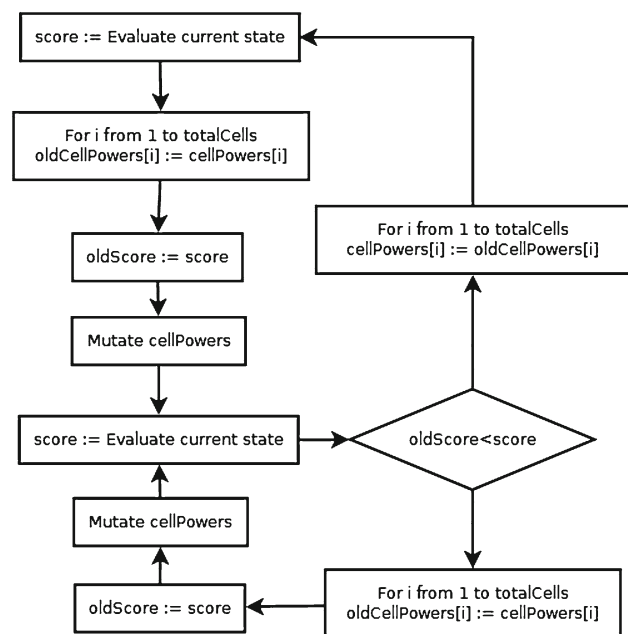 score := Evaluate current state
For i from 1 to totalCells
oldCellPowers[i] := cellPowers[i]
For i from 1 to totalCells
cellPowers[i] := oldCellPowers[i]
oldScore := score
Mutate cellPowers
score := Evaluate current state
oldScore<score
Mutate cellPowers
oldScore := score
For i from 1 to totalCells
oldCellPowers[i] := cellPowers[i]